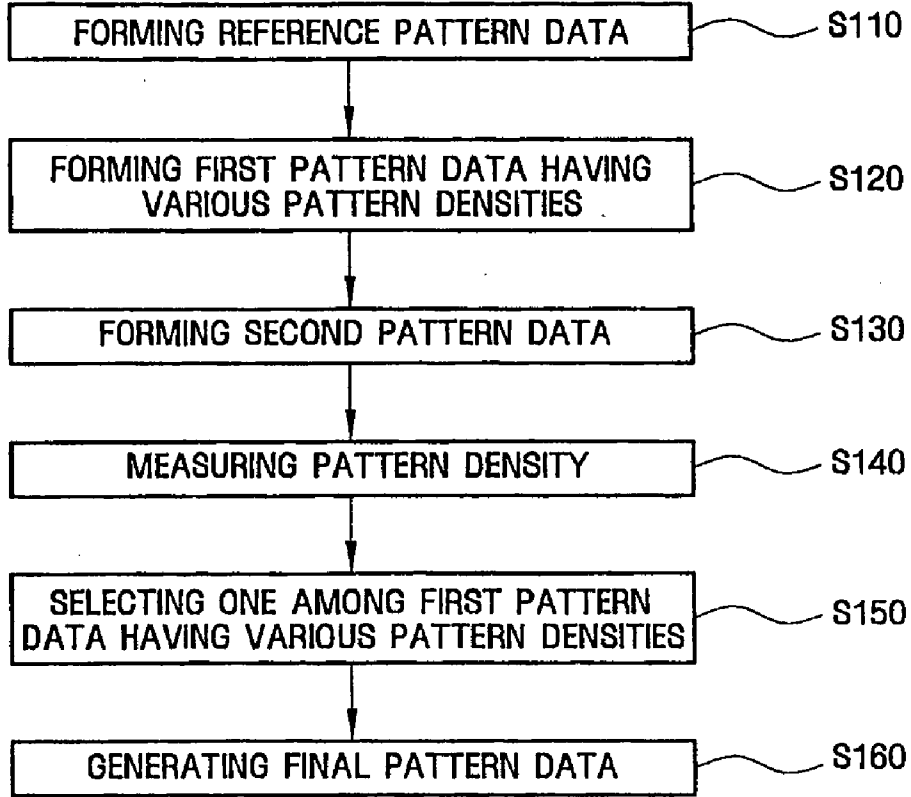 FORMING REFERENCE PATTERN DATA
S110
FORMING FIRST PATTERN DATA HAVING
VARIOUS PATTERN DENSITIES
S120
FORMING SECOND PATTERN DATA
S130
MEASURING PATTERN DENSITY
S140
SELECTING ONE AMONG FIRST PATTERN
DATA HAVING VARIOUS PATTERN DENSITIES
S150
GENERATING FINAL PATTERN DATA
S160